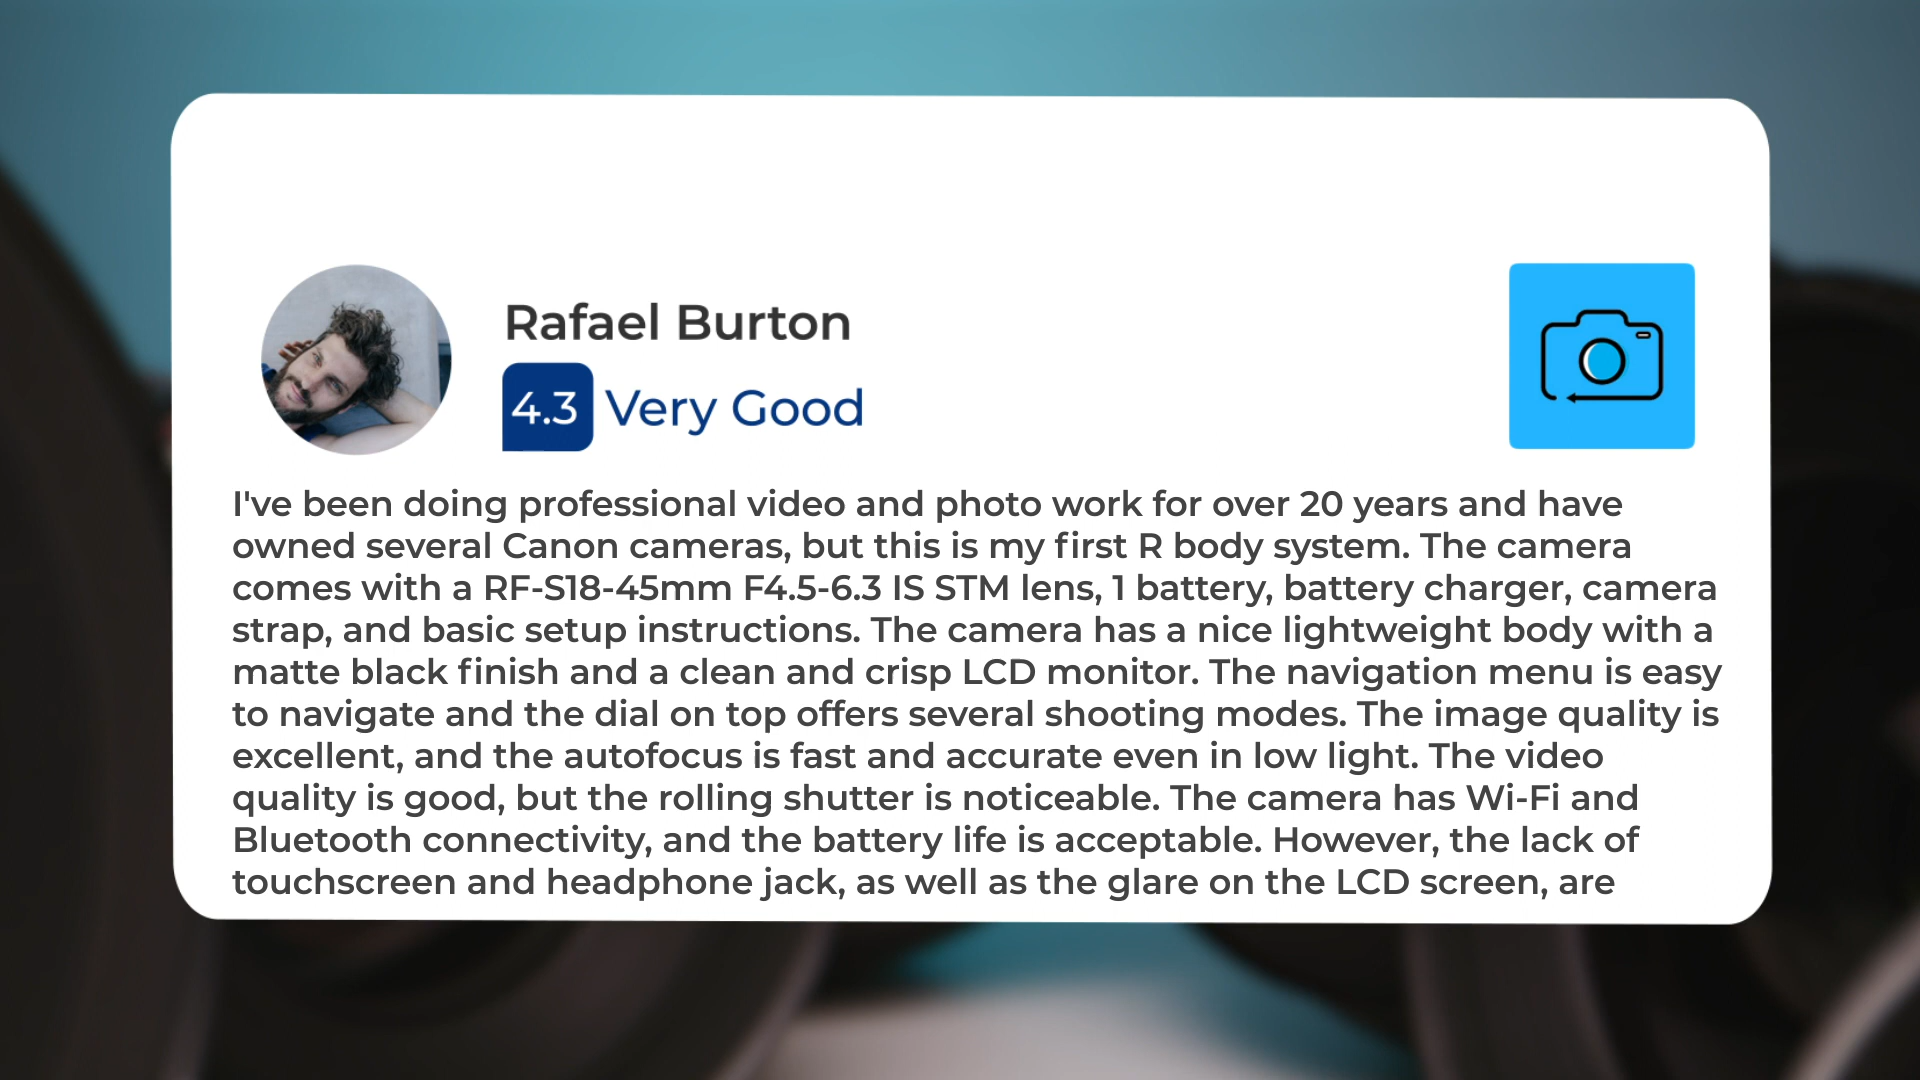 Rafael Burton
4.3 Very Good
I've been doing professional video and photo work for over 20 years and have
owned several Canon cameras, but this is my first R body system. The camera
comes with a RF-S18-45mm F4.5-6.3 IS STM lens, 1 battery, battery charger, camera
strap, and basic setup instructions. The camera has a nice lightweight body with a
matte black finish and a clean and crisp LCD monitor. The navigation menu is easy
to navigate and the dial on top offers several shooting modes. The image quality is
excellent, and the autofocus is fast and accurate even in low light. The video
quality is good, but the rolling shutter is noticeable. The camera has Wi-Fi and
Bluetooth connectivity, and the battery life is acceptable. However, the lack of
touchscreen and headphone jack, as well as the glare on the LCD screen, are